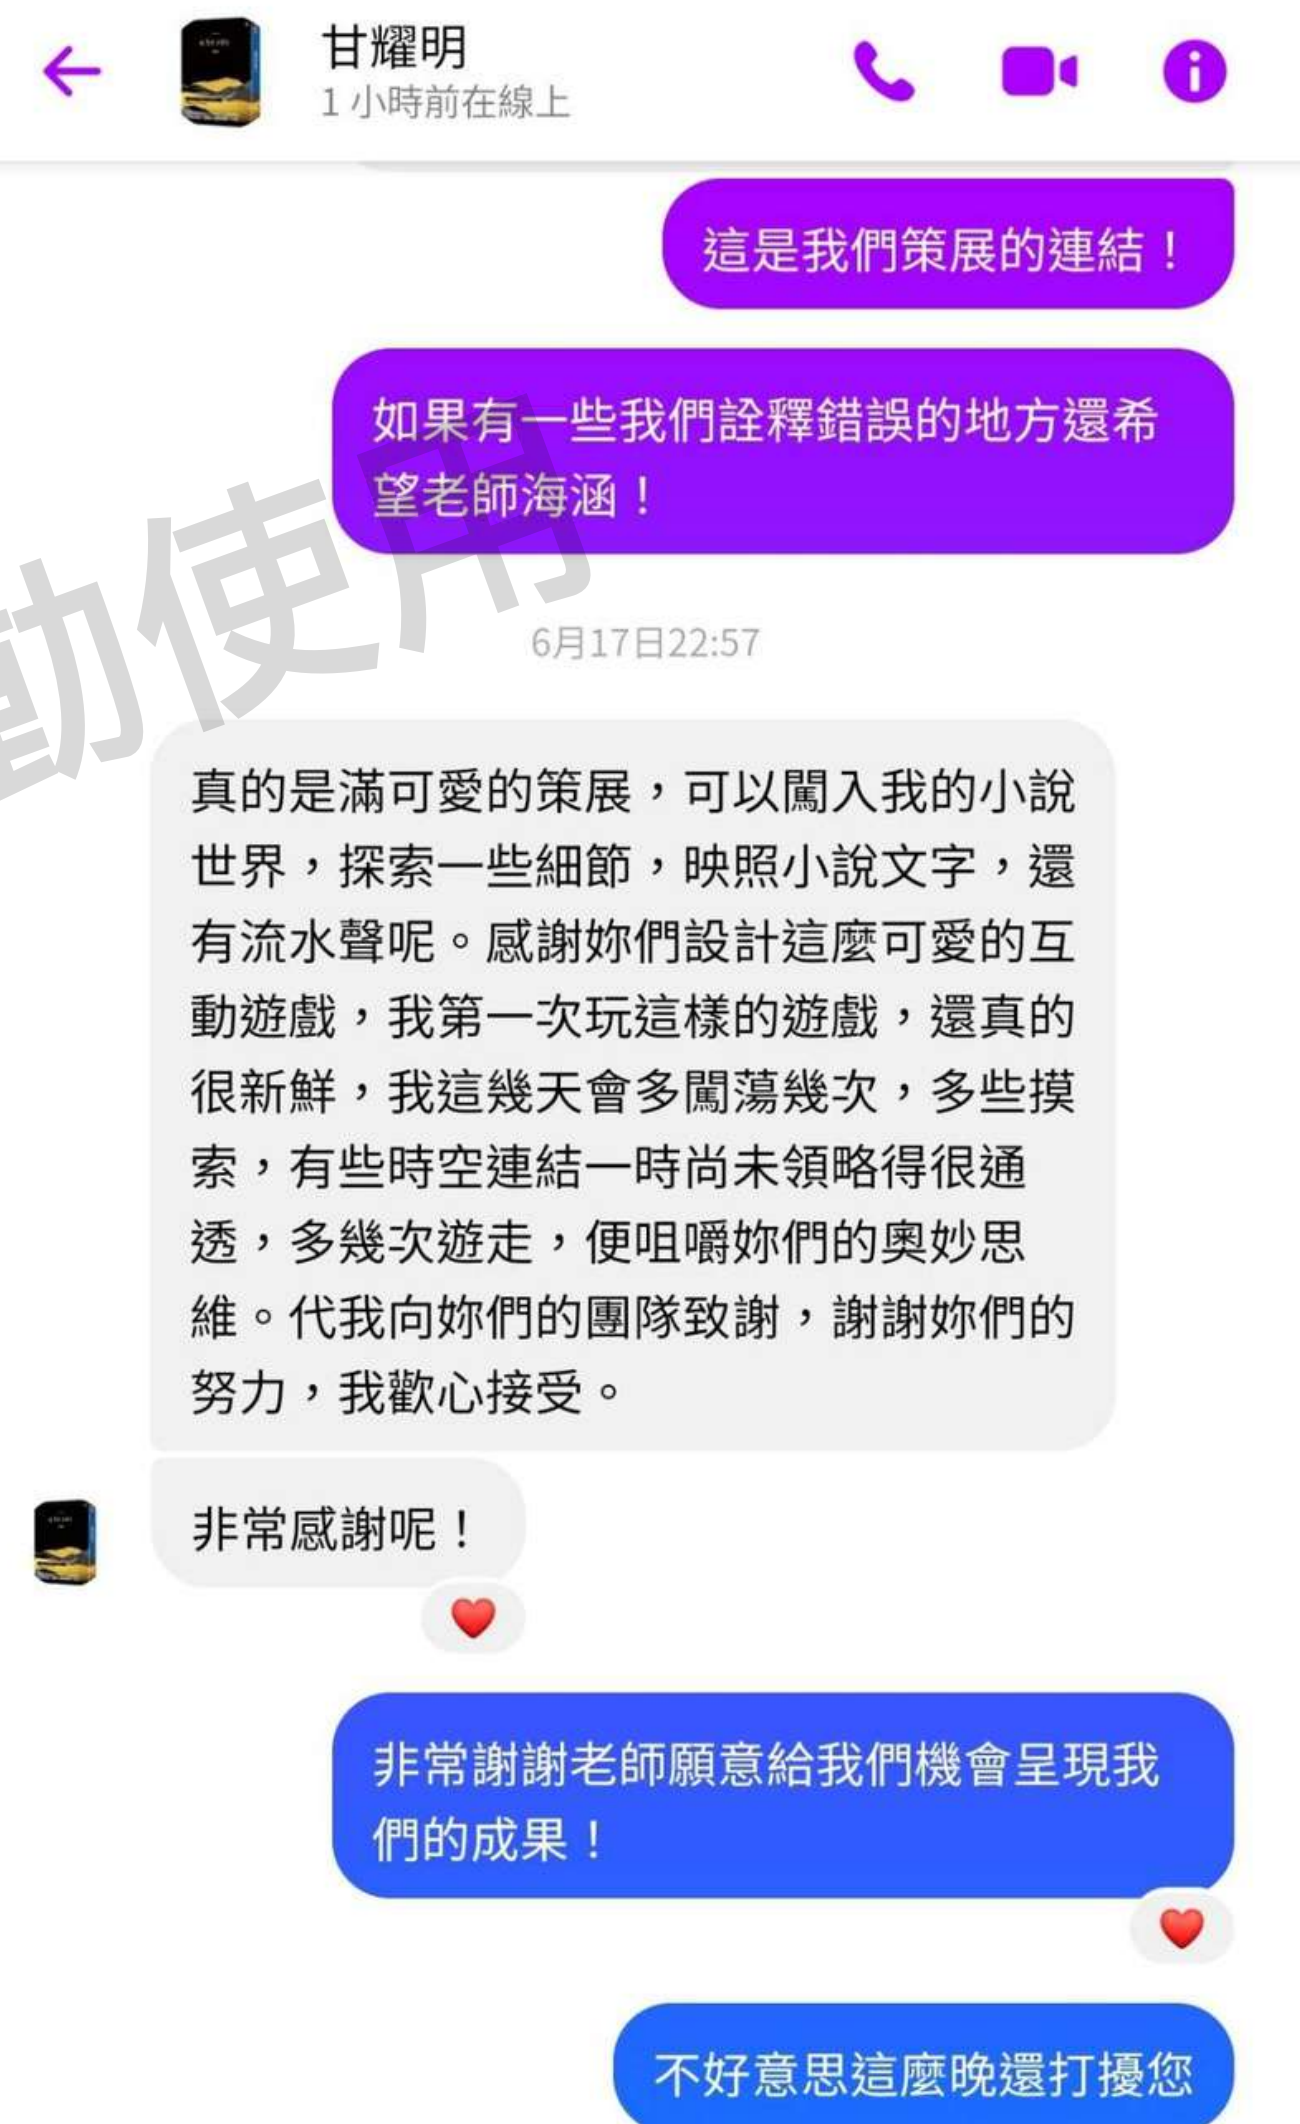 甘耀明
1 小時前在線上
這是我們策展的連結！
如果有一些我們詮釋錯誤的地方還希
望老師海涵！
動使用
6月17日22:57
真的是滿可愛的策展，可以闖入我的小說
世界，探索一些細節，映照小說文字，還
有流水聲呢。感謝妳們設計這麼可愛的互
動遊戲，我第一次玩這樣的遊戲，還真的
很新鮮，我這幾天會多闖蕩幾次，多些摸
索，有些時空連結一時尚未領略得很通
透，多幾次遊走，便咀嚼妳們的奧妙思
維。代我向妳們的團隊致謝，謝謝妳們的
努力，我歡心接受。
非常感謝呢！
非常謝謝老師願意給我們機會呈現我
們的成果！
不好意思這麼晚還打擾您